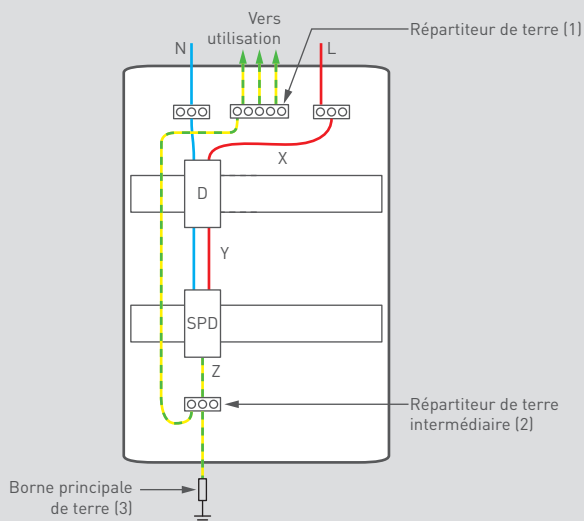 Vers
utilisation
Répartiteur de terre (1)
N
L
X
D
Y
SPD
Z
Répartiteur de terre
intermédiaire (2)
Borne principale
de terre (3)